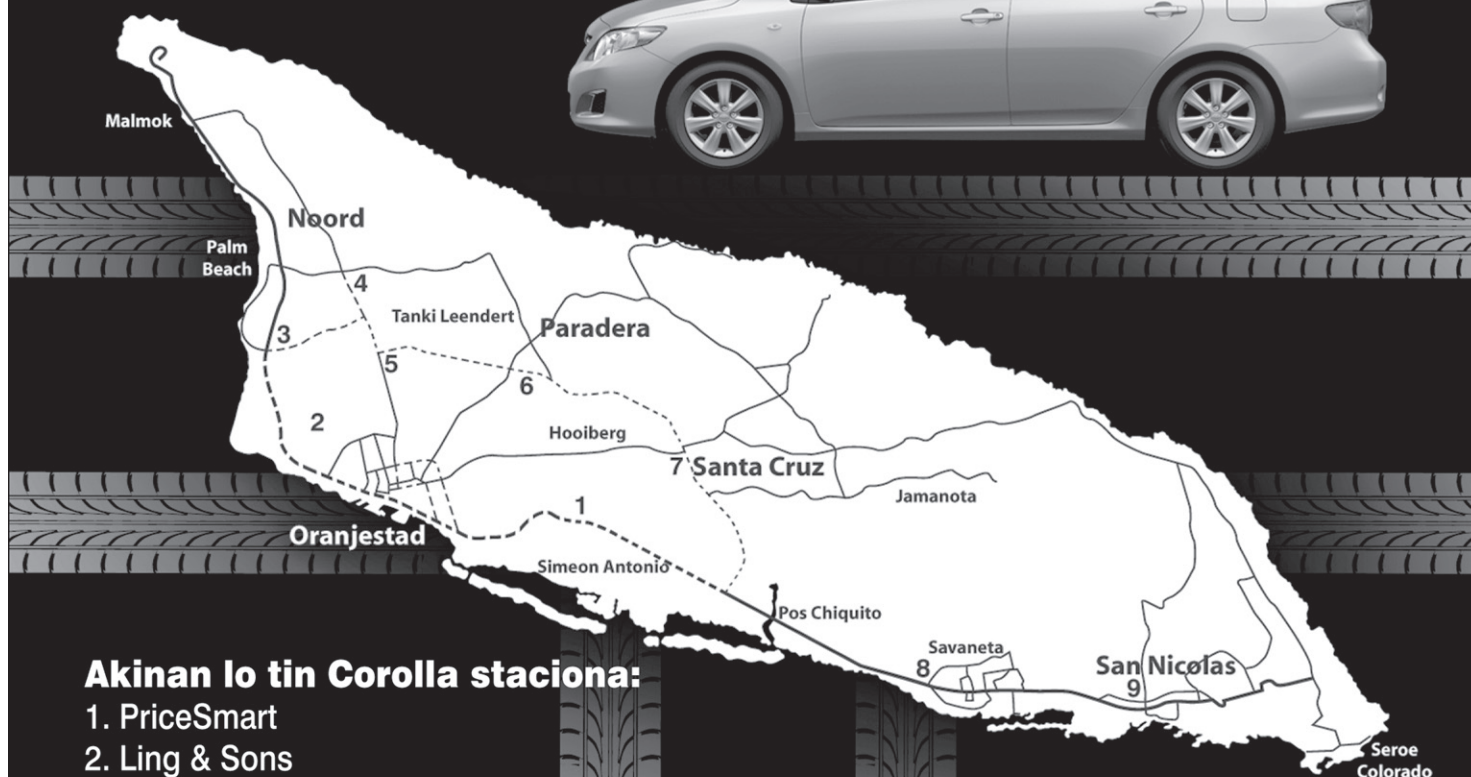 Malmok
Noord
Palm
Beach
4
Tanki Leendert
Paradera
3
5
6
2
Hooiberg
7 Santa Cruz
Jamanota
1
Oranjestad
Simeon Antonio
Pos Chiquito
Savaneta
8
San Nicolas
9
Seroe
Colorado
Akinan lo tin Corolla staciona:
1. PriceSmart
2. Ling & Sons